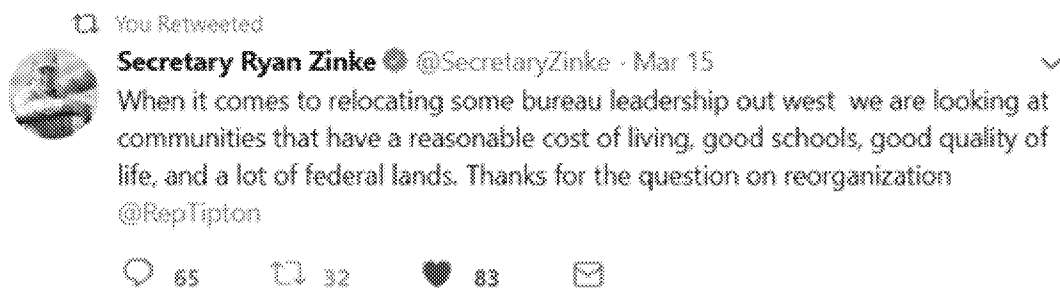 You Retweeted
Secretary Ryan Zinke @SecretaryZinke · Mar 15
When it comes to relocating some bureau leadership out west we are looking at
communities that have a reasonable cost of living, good schools, good quality of
life, and a lot of federal lands. Thanks for the question on reorganization
@RepTipton
65 32 83